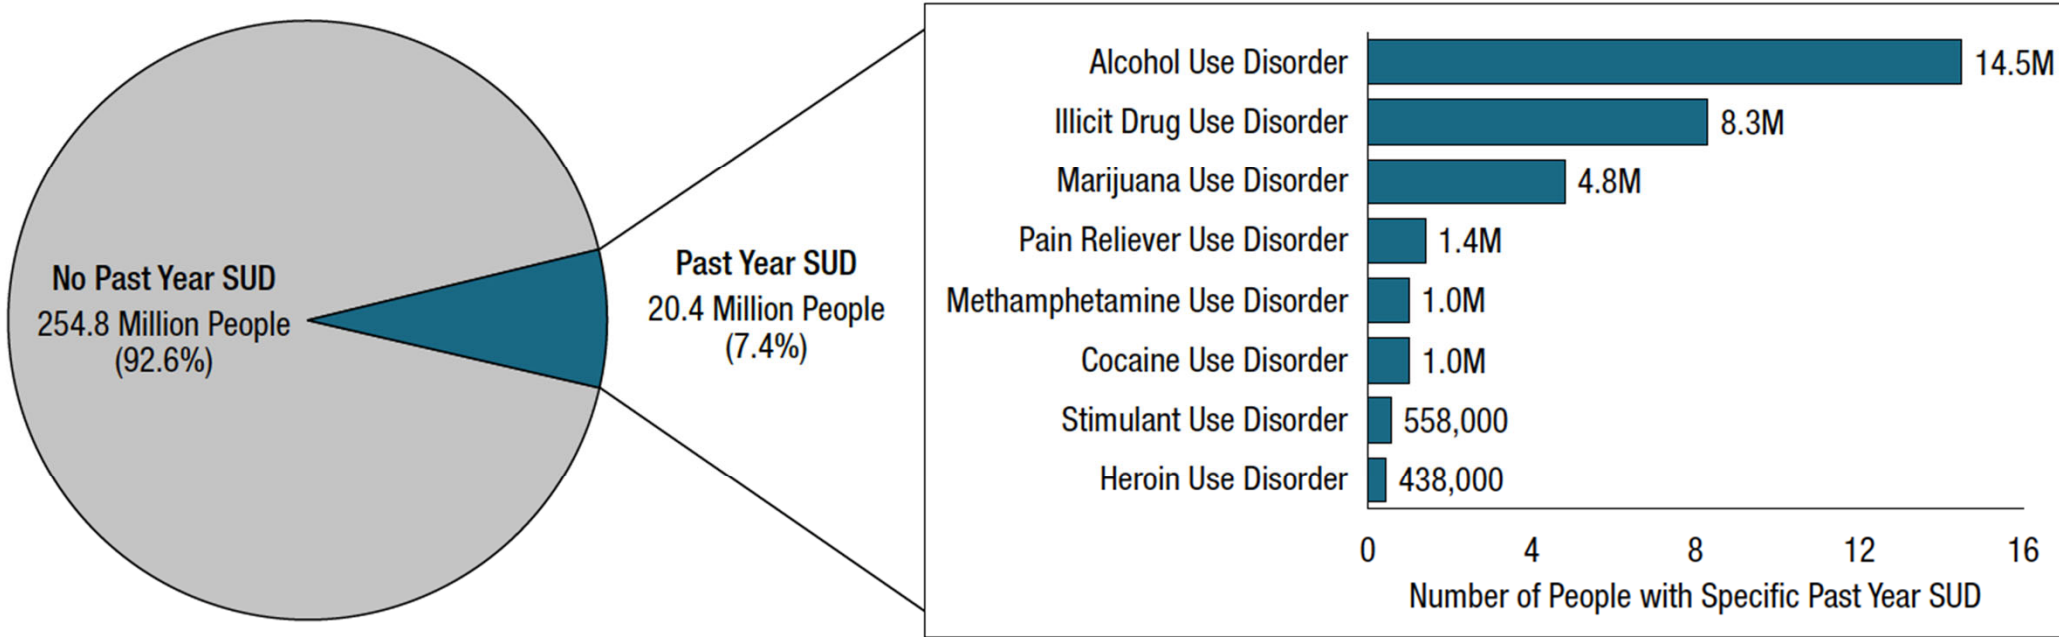 No Past Year SUD
254.8 Million People
(92.6%)
Past Year SUD
20.4 Million People
(7.4%)
Alcohol Use Disorder 14.5M
Illicit Drug Use Disorder 8.3M
Marijuana Use Disorder 4.8M
Pain Reliever Use Disorder 1.4M
Methamphetamine Use Disorder 1.0M
Cocaine Use Disorder 1.0M
Stimulant Use Disorder 558,000
Heroin Use Disorder 438,000
0 4 8 12 16
Number of People with Specific Past Year SUD